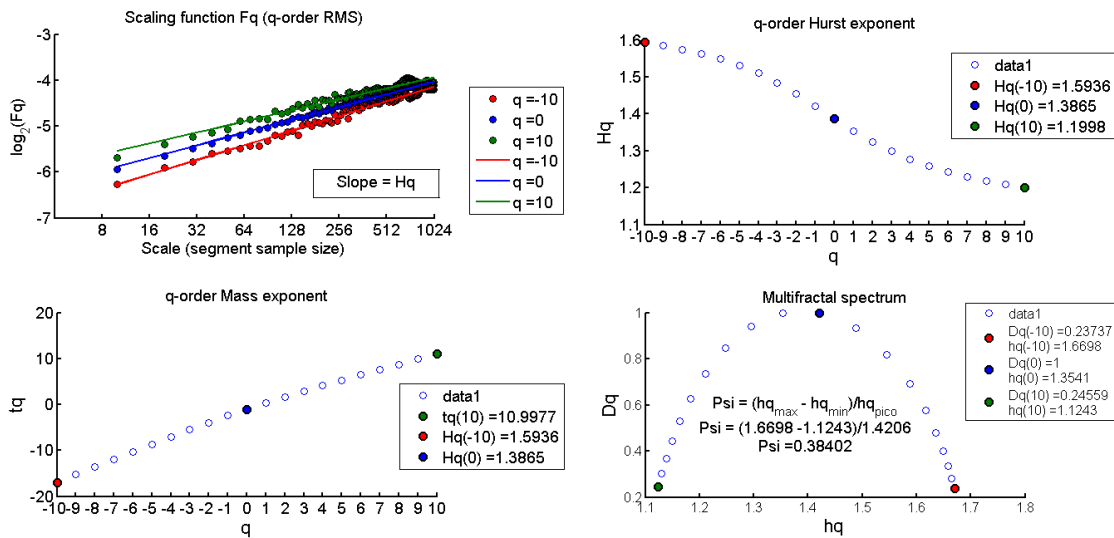 Scaling function Fq (q-order RMS)
-3
-4
-5
-6
-7
log2(Fq)
8 16 32 64 128 256 512 1024
Scale (segment sample size)
Slope = Hq
q =-10
q =0
q =10
q =-10
q =0
q =10
q-order Hurst exponent
1.6
1.5
1.4
1.3
1.2
1.1
Hq
-10 -9 -8 -7 -6 -5 -4 -3 -2 -1 0 1 2 3 4 5 6 7 8 9 10
q
data1
Hq(-10) =1.5936
Hq(0) =1.3865
Hq(10) =1.1998
q-order Mass exponent
20
10
0
-10
-20
tq
-10 -9 -8 -7 -6 -5 -4 -3 -2 -1 0 1 2 3 4 5 6 7 8 9 10
q
data1
tq(10) =10.9977
Hq(-10) =1.5936
Hq(0) =1.3865
Multifractal spectrum
1
0.8
0.6
0.4
0.2
Dq
1.1 1.2 1.3 1.4 1.5 1.6 1.7 1.8
hq
Psi = (hqmax - hqmin)/hqpico
Psi = (1.6698 -1.1243)/1.4206
Psi =0.38402
data1
Dq(-10) =0.23737
hq(-10) =1.6698
Dq(0) =1
hq(0) =1.3541
Dq(10) =0.24559
hq(10) =1.1243